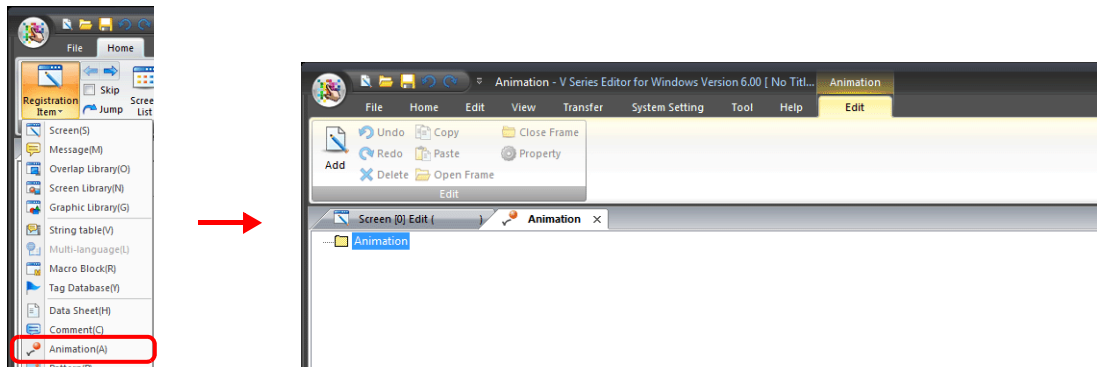 File Home
Skip
Registration
Item
Jump
Screen
List
Screen(S)
Message(M)
Overlap Library(O)
Screen Library(N)
Graphic Library(G)
String table(V)
Multi-language(L)
Macro Block(R)
Tag Database(Y)
Data Sheet(H)
Comment(C)
Animation(A)
Animation - V Series Editor for Windows Version 6.00 [ No Titl... Animation
File Home Edit View Transfer System Setting Tool Help Edit
Add
Undo Copy Close Frame
Redo Paste Property
Delete Open Frame
Edit
Screen [0] Edit ( ) Animation ×
Animation